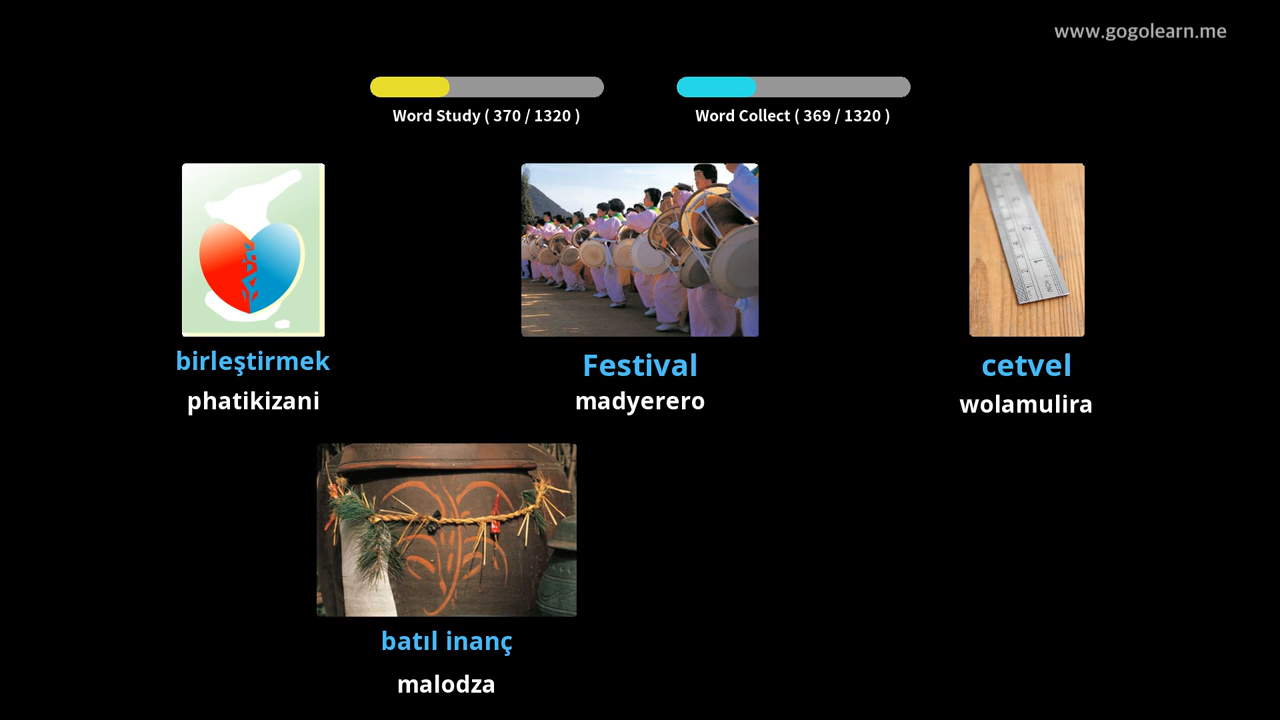 www.gogolearn.me
Word Study ( 370 / 1320 )
Word Collect ( 369 / 1320 )
birleştirmek
phatikizani
Festival
madyerero
cetvel
wolamulira
batıl inanç
malodza